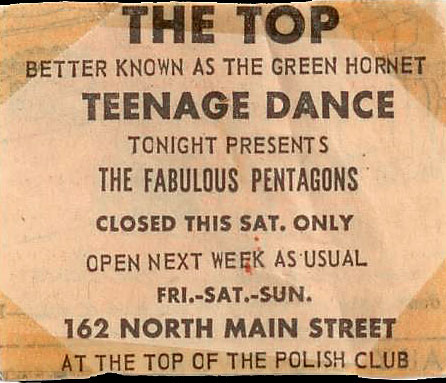 THE TOP
BETTER KNOWN AS THE GREEN HORNET
TEENAGE DANCE
TONIGHT PRESENTS
THE FABULOUS PENTAGONS
CLOSED THIS SAT. ONLY
OPEN NEXT WEEK AS USUAL
FRI.-SAT.-SUN.
162 NORTH MAIN STREET
AT THE TOP OF THE POLISH CLUB